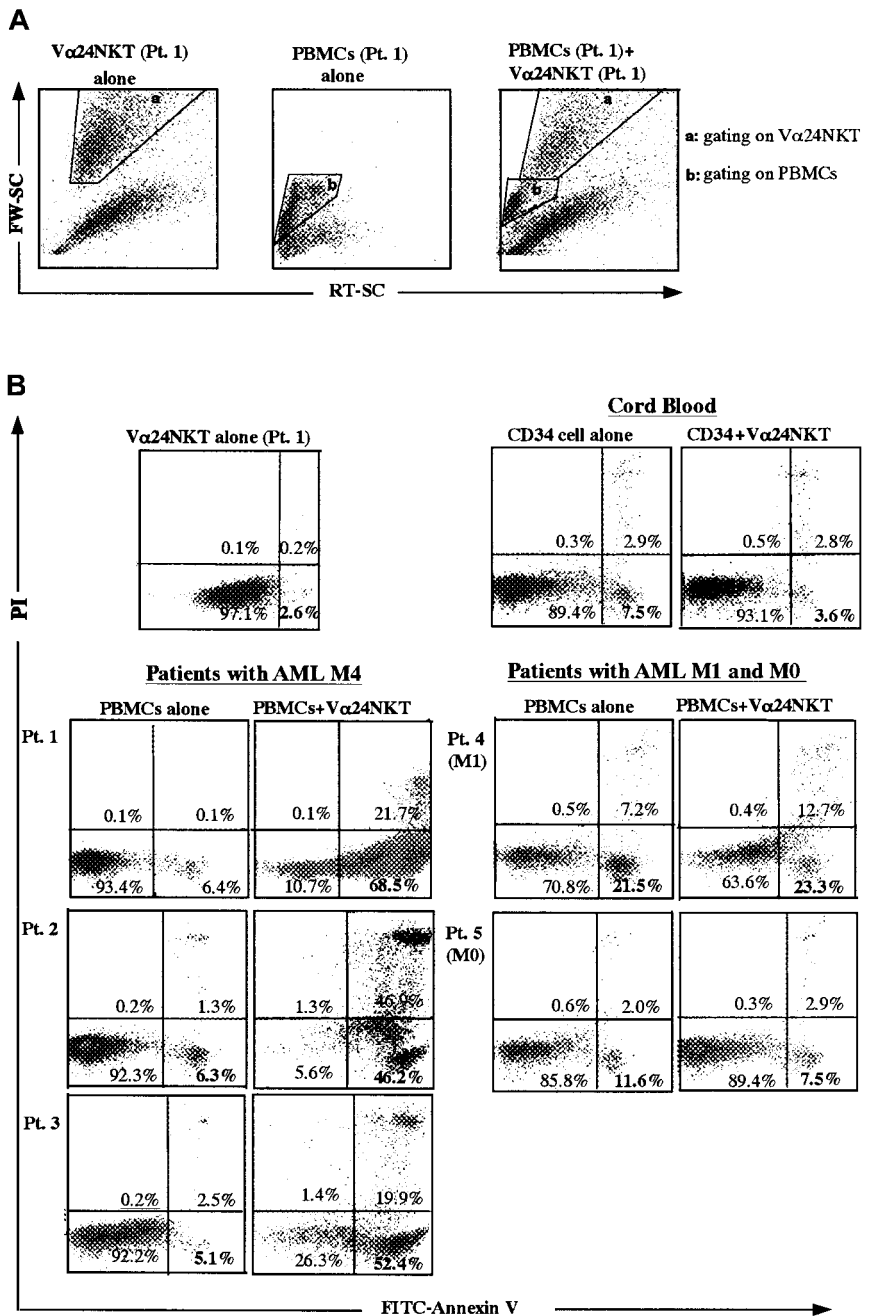 A
Vα24NKT (Pt. 1)
alone
PBMCs (Pt. 1)
alone
PBMCs (Pt. 1)+
Vα24NKT (Pt. 1)
a
b
a
b
a: gating on Vα24NKT
b: gating on PBMCs
FW-SC
RT-SC
B
Cord Blood
Vα24NKT alone (Pt. 1)
CD34 cell alone
CD34+Vα24NKT
0.1% 0.2%
97.1% 2.6%
0.3% 2.9%
89.4% 7.5%
0.5% 2.8%
93.1% 3.6%
PI
Patients with AML M4
Patients with AML M1 and M0
PBMCs alone
PBMCs+Vα24NKT
PBMCs alone
PBMCs+Vα24NKT
Pt. 1
0.1% 0.1%
93.4% 6.4%
0.1% 21.7%
10.7% 68.5%
Pt. 4
(M1)
0.5% 7.2%
70.8% 21.5%
0.4% 12.7%
63.6% 23.3%
Pt. 2
0.2% 1.3%
92.3% 6.3%
1.3% 46.9%
5.6% 46.2%
Pt. 5
(M0)
0.6% 2.0%
85.8% 11.6%
0.3% 2.9%
89.4% 7.5%
Pt. 3
0.2% 2.5%
92.2% 5.1%
1.4% 19.9%
26.3% 52.4%
FITC-Annexin V